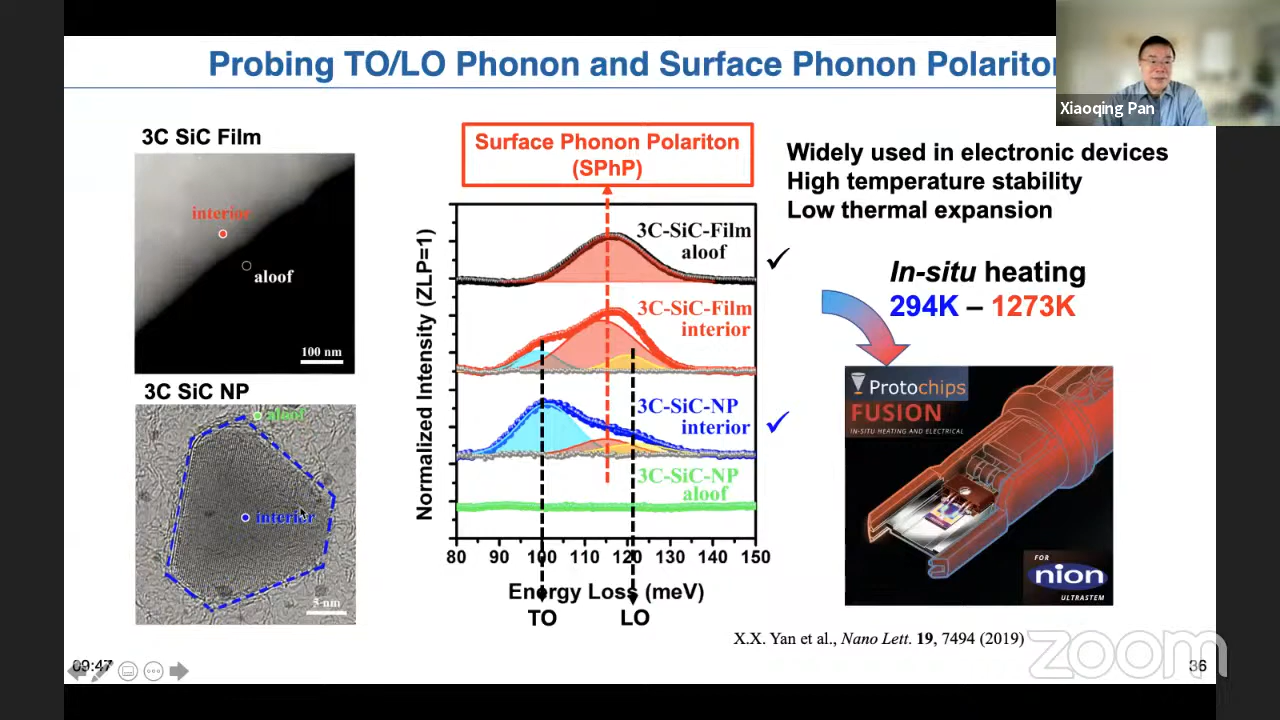 Probing TO/LO Phonon and Surface Phonon Polariton
Xiaoqing Pan
3C SiC Film
interior
aloof
100 nm
3C SiC NP
aloof
interior
5 nm
Surface Phonon Polariton
(SPhP)
Normalized Intensity (ZLP=1)
3C-SiC-Film
aloof
3C-SiC-Film
interior
3C-SiC-NP
interior
3C-SiC-NP
aloof
80 90 100 110 120 130 140 150
Energy Loss (meV)
TO LO
Widely used in electronic devices
High temperature stability
Low thermal expansion
In-situ heating
294K – 1273K
Protochips
FUSION
IN-SITU HEATING AND ELECTRICAL
FOR
nion
ULTRASTEM
X.X. Yan et al., Nano Lett. 19, 7494 (2019)
zoom
09:47
36